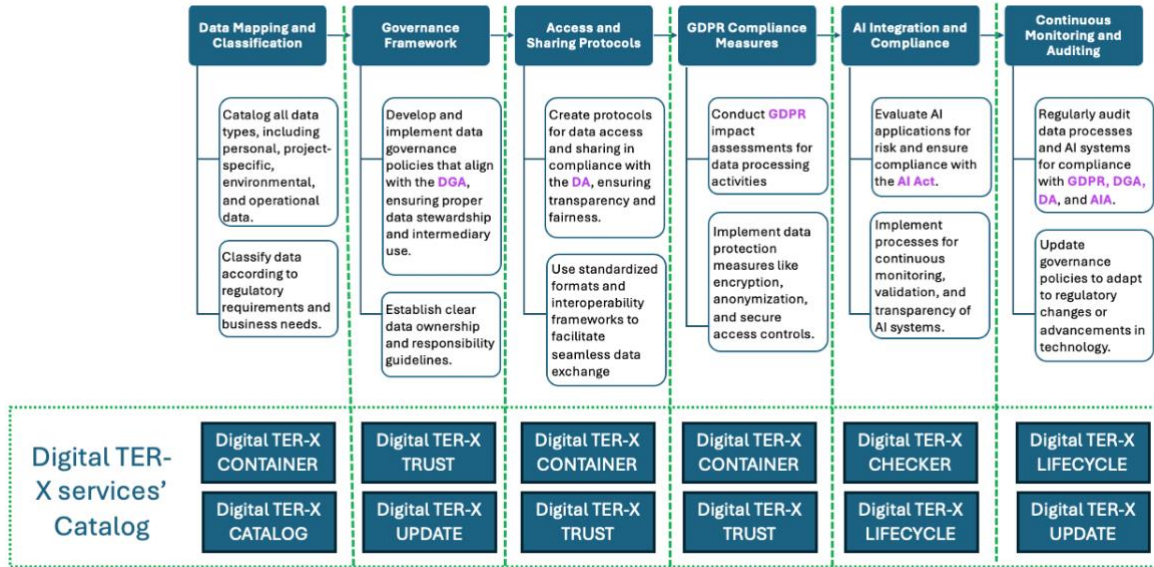 Data Mapping and
Classification
Governance
Framework
Access and
Sharing Protocols
GDPR Compliance
Measures
AI Integration and
Compliance
Continuous
Monitoring and
Auditing
Catalog all data
types, including
personal, project-
specific,
environmental,
and operational
data.
Classify data
according to
regulatory
requirements and
business needs.
Develop and
implement data
governance
policies that align
with the DGA,
ensuring proper
data stewardship
and intermediary
use.
Establish clear
data ownership
and responsibility
guidelines.
Create protocols
for data access
and sharing in
compliance with
the DA, ensuring
transparency and
fairness.
Use standardized
formats and
interoperability
frameworks to
facilitate
seamless data
exchange
Conduct GDPR
impact
assessments for
data processing
activities
Implement data
protection
measures like
encryption,
anonymization,
and secure
access controls.
Evaluate AI
applications for
risk and ensure
compliance with
the AI Act.
Implement
processes for
continuous
monitoring,
validation, and
transparency of
AI systems.
Regularly audit
data processes
and AI systems
for compliance
with GDPR, DGA,
DA, and AIA.
Update
governance
policies to adapt
to regulatory
changes or
advancements in
technology.
Digital TER-
X services'
Catalog
Digital TER-X
CONTAINER
Digital TER-X
TRUST
Digital TER-X
CONTAINER
Digital TER-X
CONTAINER
Digital TER-X
CHECKER
Digital TER-X
LIFECYCLE
Digital TER-X
CATALOG
Digital TER-X
UPDATE
Digital TER-X
TRUST
Digital TER-X
TRUST
Digital TER-X
LIFECYCLE
Digital TER-X
UPDATE